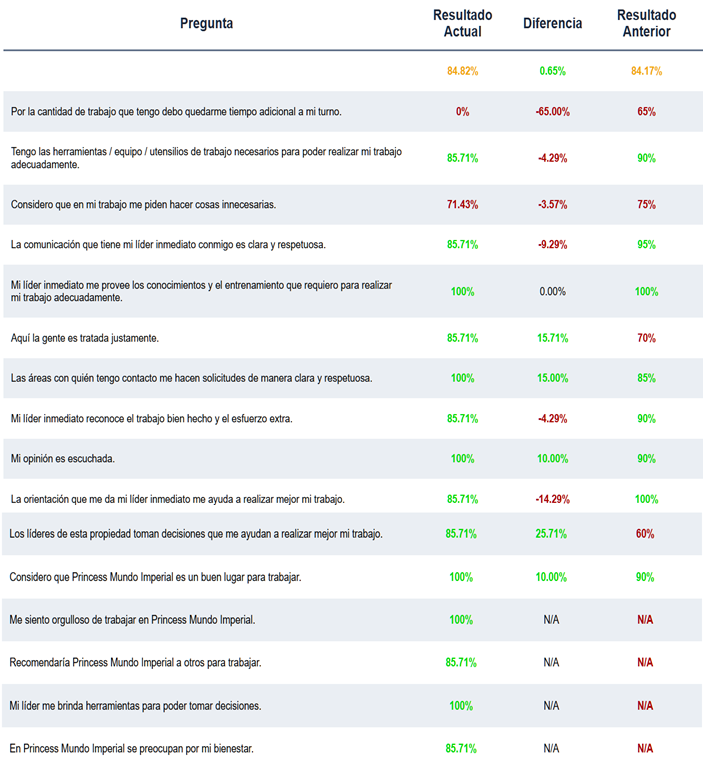 Pregunta Resultado Actual Diferencia Resultado Anterior
84.82% 0.65% 84.17%
Por la cantidad de trabajo que tengo debo quedarme tiempo adicional a mi turno. 0% -65.00% 65%
Tengo las herramientas / equipo / utensilios de trabajo necesarios para poder realizar mi trabajo
adecuadamente. 85.71% -4.29% 90%
Considero que en mi trabajo me piden hacer cosas innecesarias. 71.43% -3.57% 75%
La comunicación que tiene mi líder inmediato conmigo es clara y respetuosa. 85.71% -9.29% 95%
Mi líder inmediato me provee los conocimientos y el entrenamiento que requiero para realizar
mi trabajo adecuadamente. 100% 0.00% 100%
Aquí la gente es tratada justamente. 85.71% 15.71% 70%
Las áreas con quién tengo contacto me hacen solicitudes de manera clara y respetuosa. 100% 15.00% 85%
Mi líder inmediato reconoce el trabajo bien hecho y el esfuerzo extra. 85.71% -4.29% 90%
Mi opinión es escuchada. 100% 10.00% 90%
La orientación que me da mi líder inmediato me ayuda a realizar mejor mi trabajo. 85.71% -14.29% 100%
Los líderes de esta propiedad toman decisiones que me ayudan a realizar mejor mi trabajo. 85.71% 25.71% 60%
Considero que Princess Mundo Imperial es un buen lugar para trabajar. 100% 10.00% 90%
Me siento orgulloso de trabajar en Princess Mundo Imperial. 100% N/A N/A
Recomendaría Princess Mundo Imperial a otros para trabajar. 85.71% N/A N/A
Mi líder me brinda herramientas para poder tomar decisiones. 100% N/A N/A
En Princess Mundo Imperial se preocupan por mi bienestar. 85.71% N/A N/A